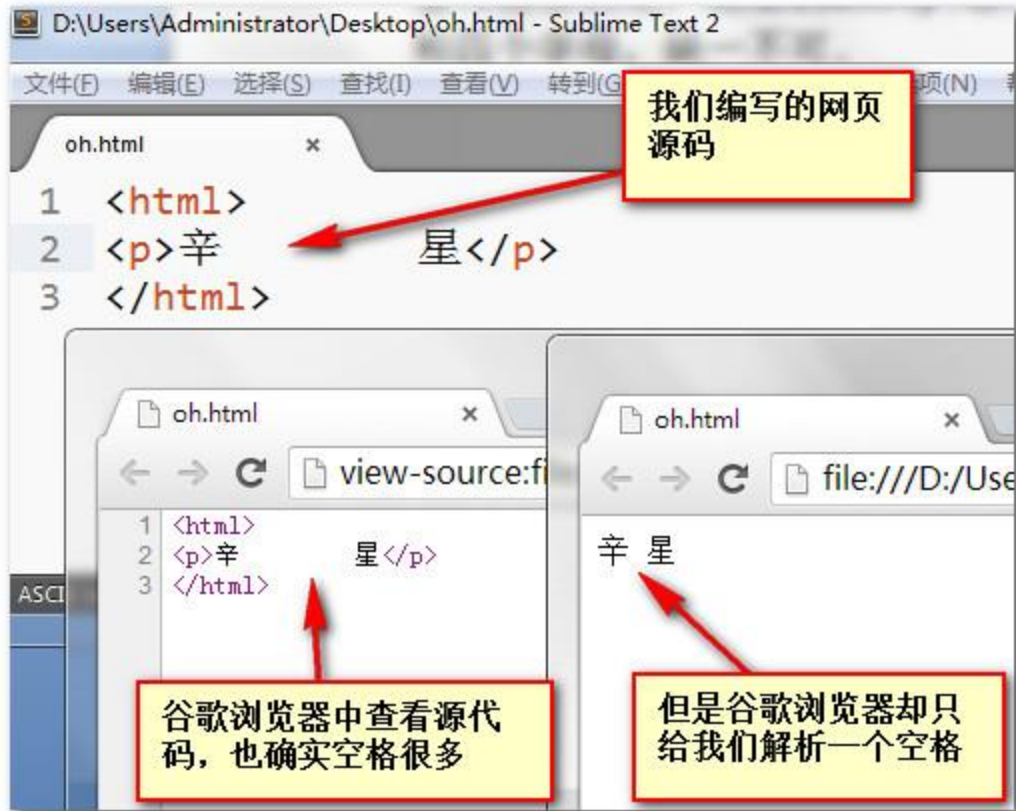 D:\Users\Administrator\Desktop\oh.html - Sublime Text 2
文件(F) 编辑(E) 选择(S) 查找(I) 查看(V) 转到(G 项(N)
我们编写的网页
源码
oh.html ×
1 <html>
2 <p>辛 星</p>
3 </html>
oh.html ×
view-source:fi
1 <html>
2 <p>辛 星</p>
3 </html>
oh.html ×
file:///D:/Use
辛 星
ASCI
谷歌浏览器中查看源代
码，也确实空格很多
但是谷歌浏览器却只
给我们解析一个空格